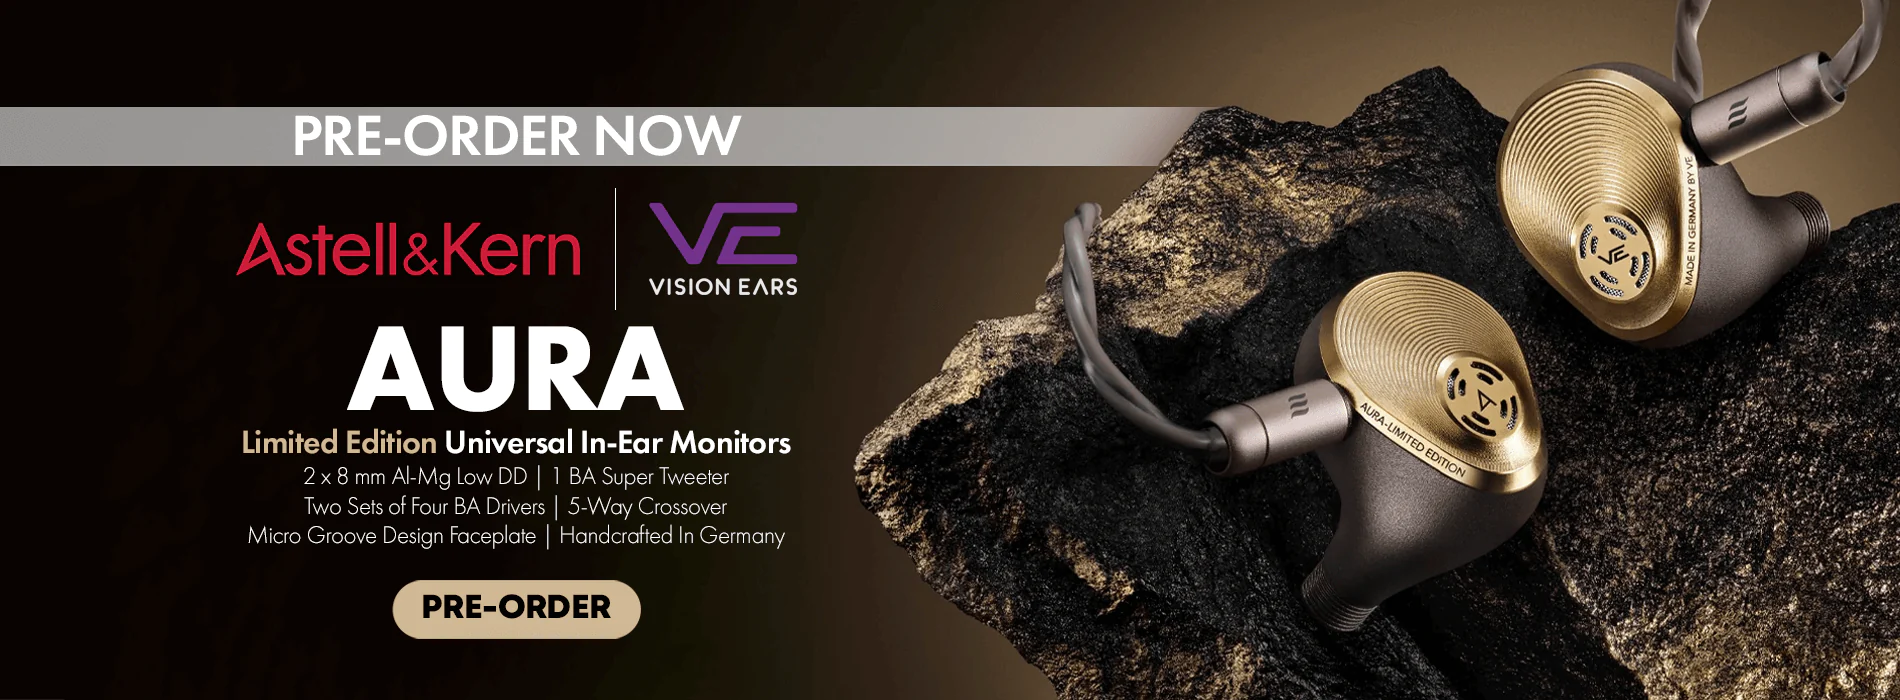 PRE-ORDER NOW
Astell&Kern
VE
VISION EARS
AURA
Limited Edition Universal In-Ear Monitors
2 x 8 mm Al-Mg Low DD | 1 BA Super Tweeter
Two Sets of Four BA Drivers | 5-Way Crossover
Micro Groove Design Faceplate | Handcrafted In Germany
PRE-ORDER
MADE IN GERMANY BY VE
VE
AURA-LIMITED EDITION